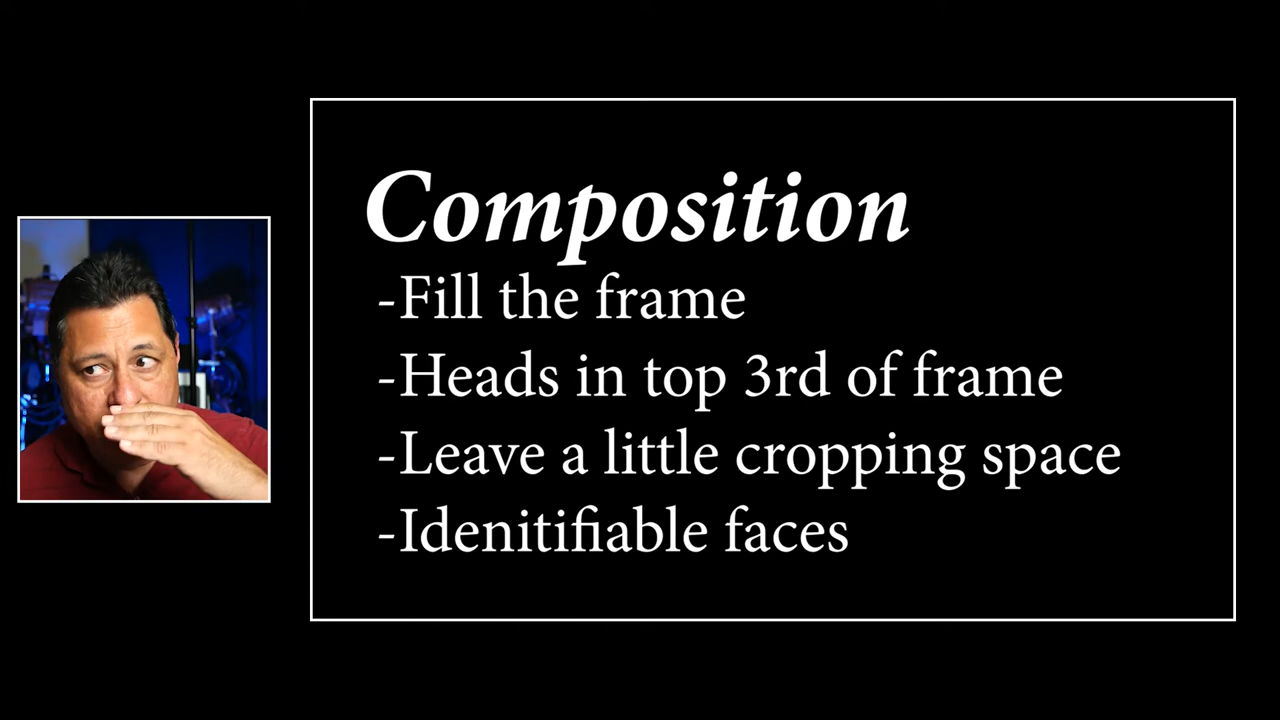 Composition
-Fill the frame
-Heads in top 3rd of frame
-Leave a little cropping space
-Idenitifiable faces